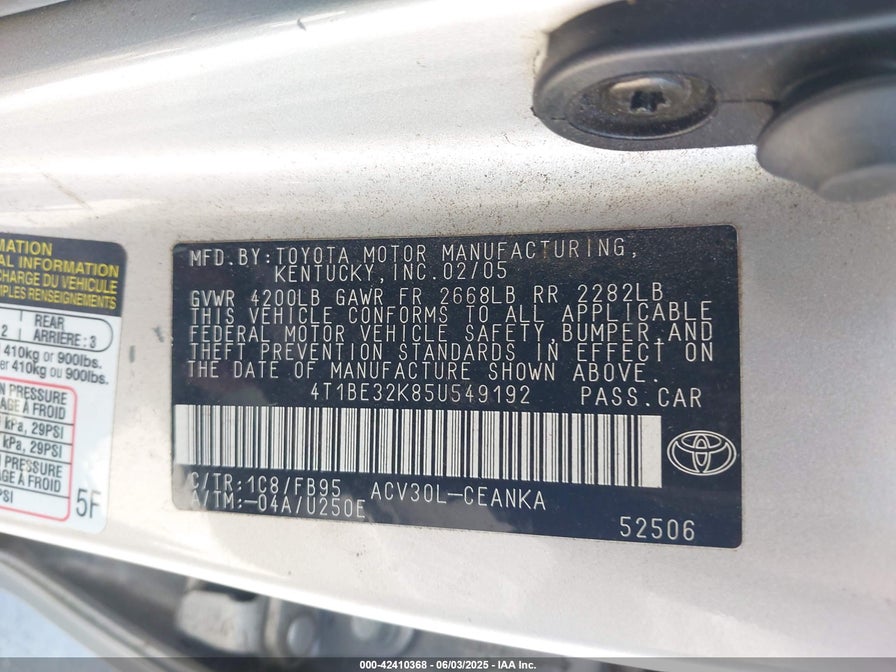 MATION
AL INFORMATION
CHARGE DU VEHICULE
MPLES RENSEIGNEMENTS
2 REAR
ARRIÈRE : 3
410kg or 900lbs.
er 410kg ou 900lbs.
N PRESSURE
AGE À FROID
kPa, 29PSI
kPa, 29PSI
N PRESSURE
AGE À FROID
PSI
5F
MFD.BY:TOYOTA MOTOR MANUFACTURING,
KENTUCKY,INC.02/05
GVWR 4200LB GAWR FR 2668LB RR 2282LB
THIS VEHICLE CONFORMS TO ALL APPLICABLE
FEDERAL MOTOR VEHICLE SAFETY,BUMPER,AND
THEFT PREVENTION STANDARDS IN EFFECT ON
THE DATE OF MANUFACTURE SHOWN ABOVE.
4T1BE32K85U549192 PASS.CAR
C/TR:1C8/FB95 ACV30L-CEANKA
A/TM:-04A/U250E
52506
000-42410368 - 06/03/2025 - IAA Inc.